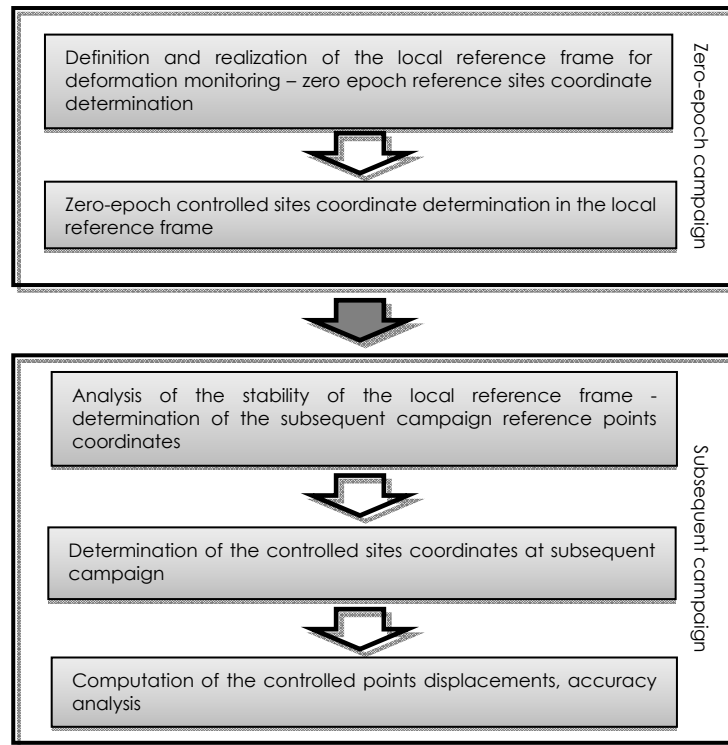 Definition and realization of the local reference frame for
deformation monitoring – zero epoch reference sites coordinate
determination
Zero-epoch controlled sites coordinate determination in the local
reference frame
Zero-epoch campaign
Analysis of the stability of the local reference frame -
determination of the subsequent campaign reference points
coordinates
Determination of the controlled sites coordinates at subsequent
campaign
Computation of the controlled points displacements, accuracy
analysis
Subsequent campaign